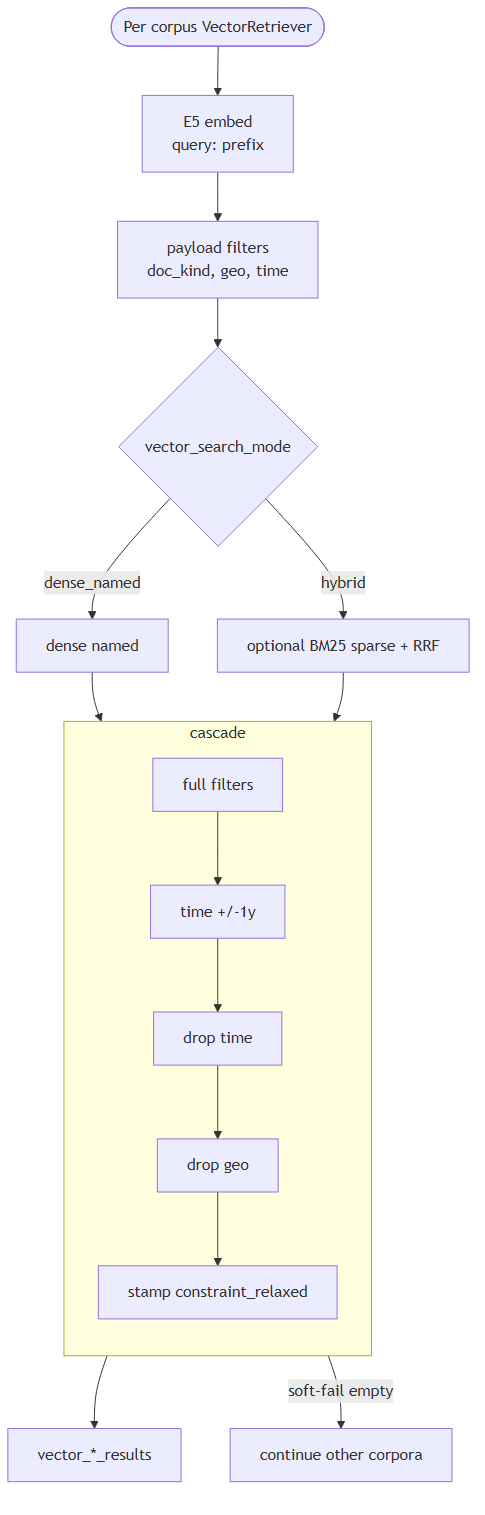 Per corpus VectorRetriever
E5 embed
query: prefix
payload filters
doc_kind, geo, time
vector_search_mode
dense_named
hybrid
dense named
optional BM25 sparse + RRF
cascade
full filters
time +/-1y
drop time
drop geo
stamp constraint_relaxed
soft-fail empty
vector_*_results
continue other corpora